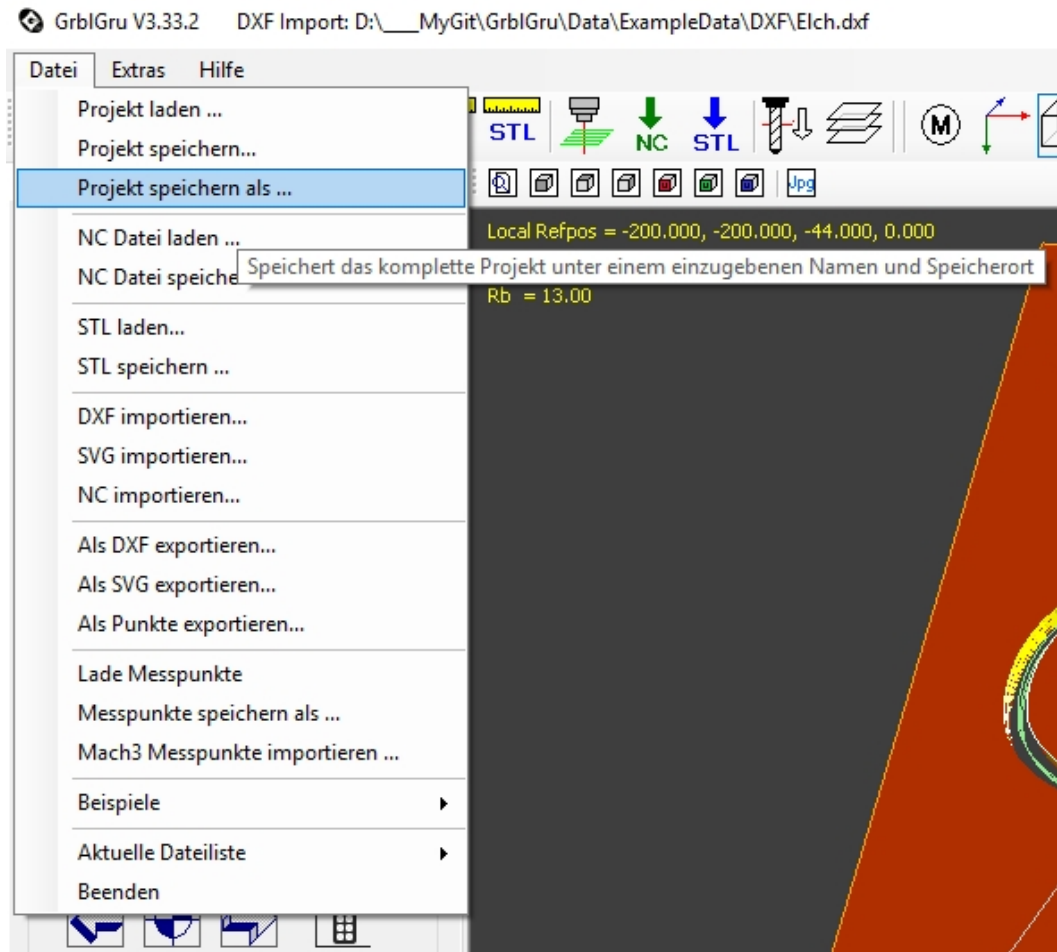 GrblGru V3.33.2 DXF Import: D:\___MyGit\GrblGru\Data\ExampleData\DXF\Elch.dxf
Datei Extras Hilfe
Projekt laden ...
Projekt speichern...
Projekt speichern als ...
NC Datei laden ...
NC Datei speiche
STL laden...
STL speichern ...
DXF importieren...
SVG importieren...
NC importieren...
Als DXF exportieren...
Als SVG exportieren...
Als Punkte exportieren...
Lade Messpunkte
Messpunkte speichern als ...
Mach3 Messpunkte importieren ...
Beispiele
Aktuelle Dateiliste
Beenden
STL NC STL M
Jpg
Local Refpos = -200.000, -200.000, -44.000, 0.000
Speichert das komplette Projekt unter einem einzugebenen Namen und Speicherort
Rb = 13.00